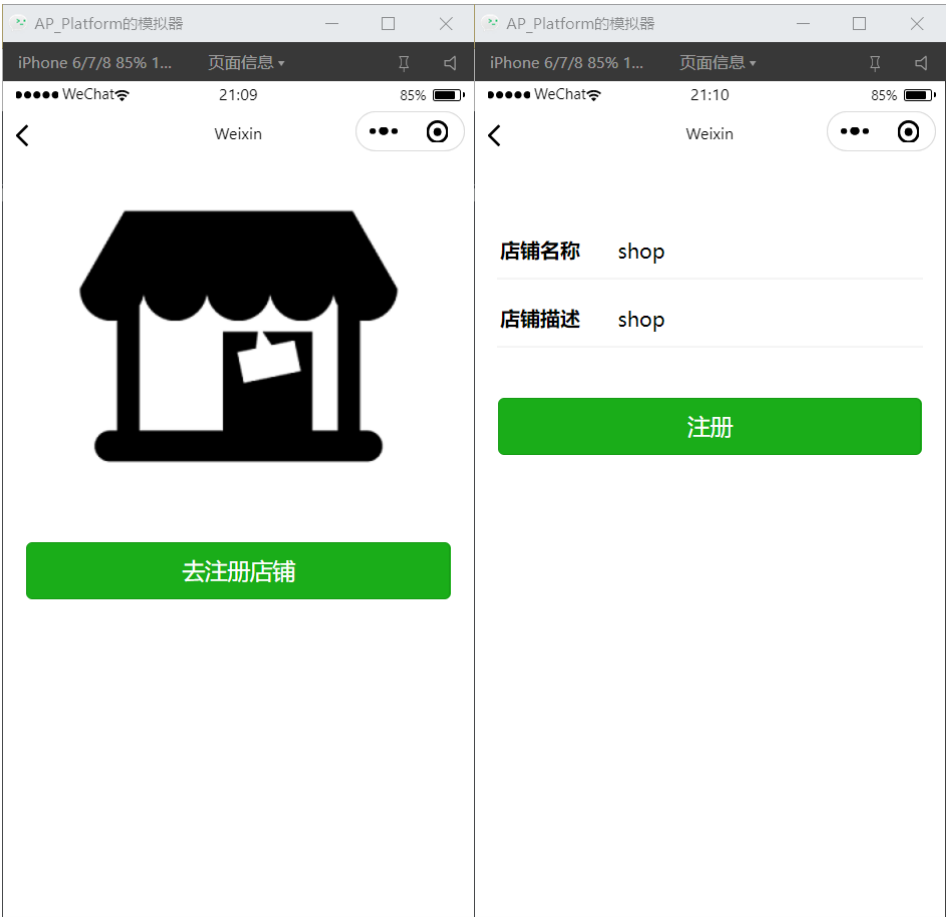 AP_Platform的模拟器
iPhone 6/7/8 85% 1... 页面信息
WeChat 21:09 85%
Weixin
去注册店铺
AP_Platform的模拟器
iPhone 6/7/8 85% 1... 页面信息
WeChat 21:10 85%
Weixin
店铺名称 shop
店铺描述 shop
注册